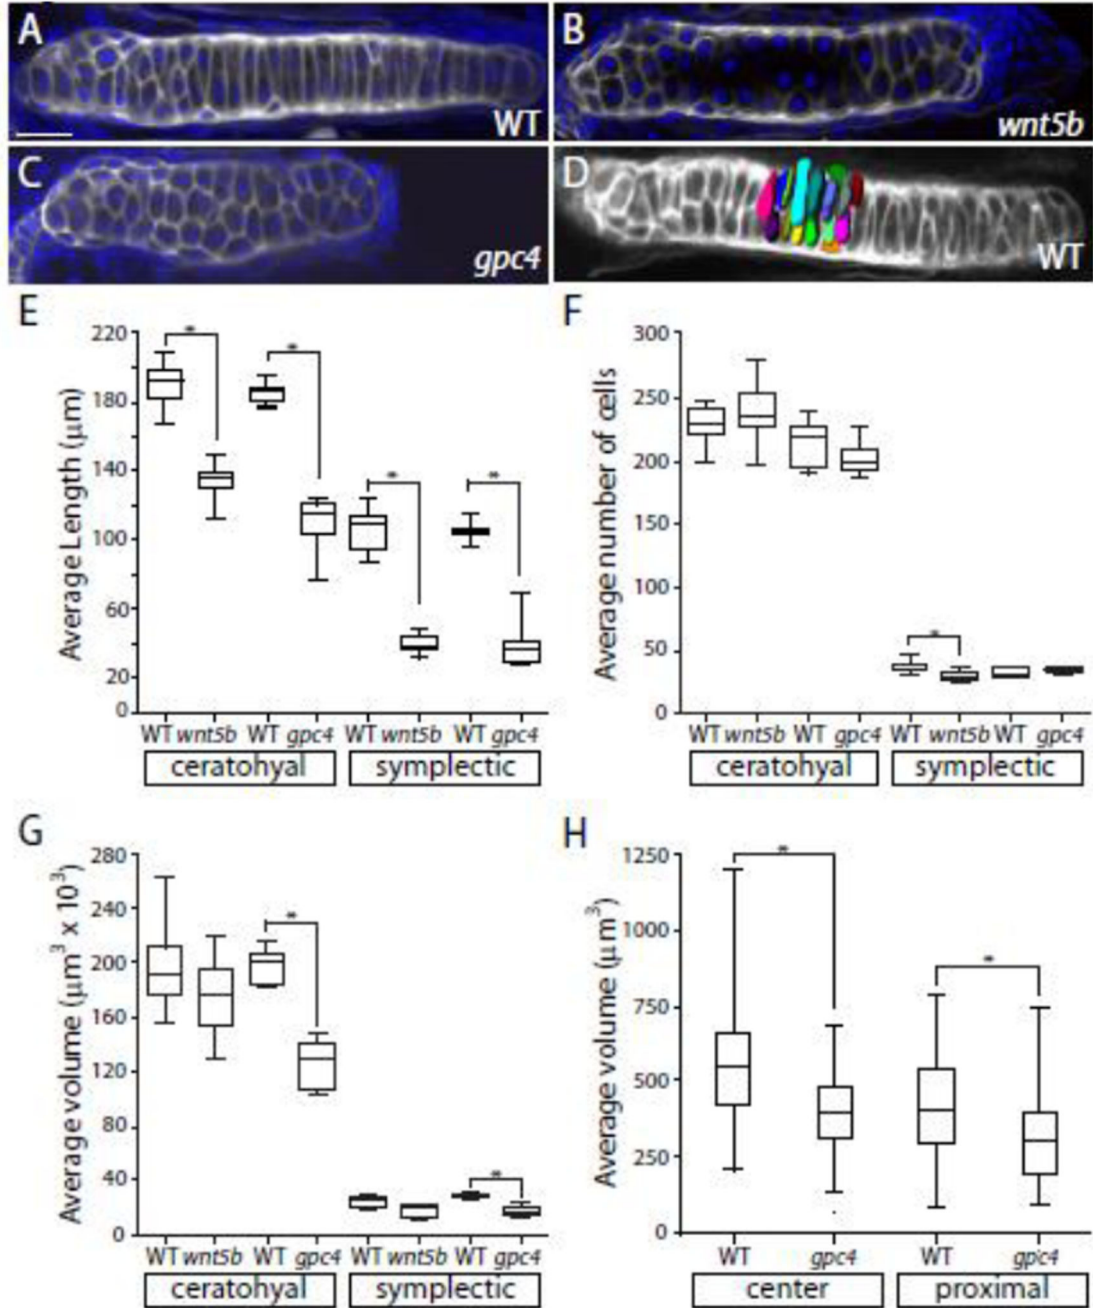 A
WT
B
wnt5b
C
gpc4
D
WT
E
Average Length (μm)
220
180
140
100
60
20
0
*
*
*
*
WT wnt5b WT gpc4 WT wnt5b WT gpc4
ceratohyal
symplectic
F
Average number of cells
300
250
200
150
100
50
0
*
WT wnt5b WT gpc4 WT wnt5b WT gpc4
ceratohyal
symplectic
G
Average volume (μm³ x 10³)
280
240
200
160
120
80
40
0
*
*
WT wnt5b WT gpc4 WT wnt5b WT gpc4
ceratohyal
symplectic
H
Average volume (μm³)
1250
1000
750
500
250
0
*
*
WT gpc4 WT gpc4
center
proximal